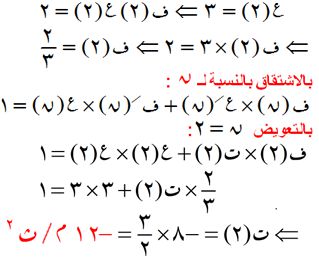 ع(٢) = ٣ ⇐ ف(٢)ع(٢) = ٢
⇐ ف(٢)×٣ = ٢ ⇐ ف(٢) = ٢/٣
بالاشتقاق بالنسبة لـ ن :
ف(ن)×ع′(ن) + ف′(ن)×ع(ن) = ١
بالتعويض ن = ٢ :
ف(٢)×ت(٢) + ع(٢)×ع(٢) = ١
٢/٣ × ت(٢) + ٣×٣ = ١
⇐ ت(٢) = −٨ × ٣/٢ = −١٢ م/ث٢